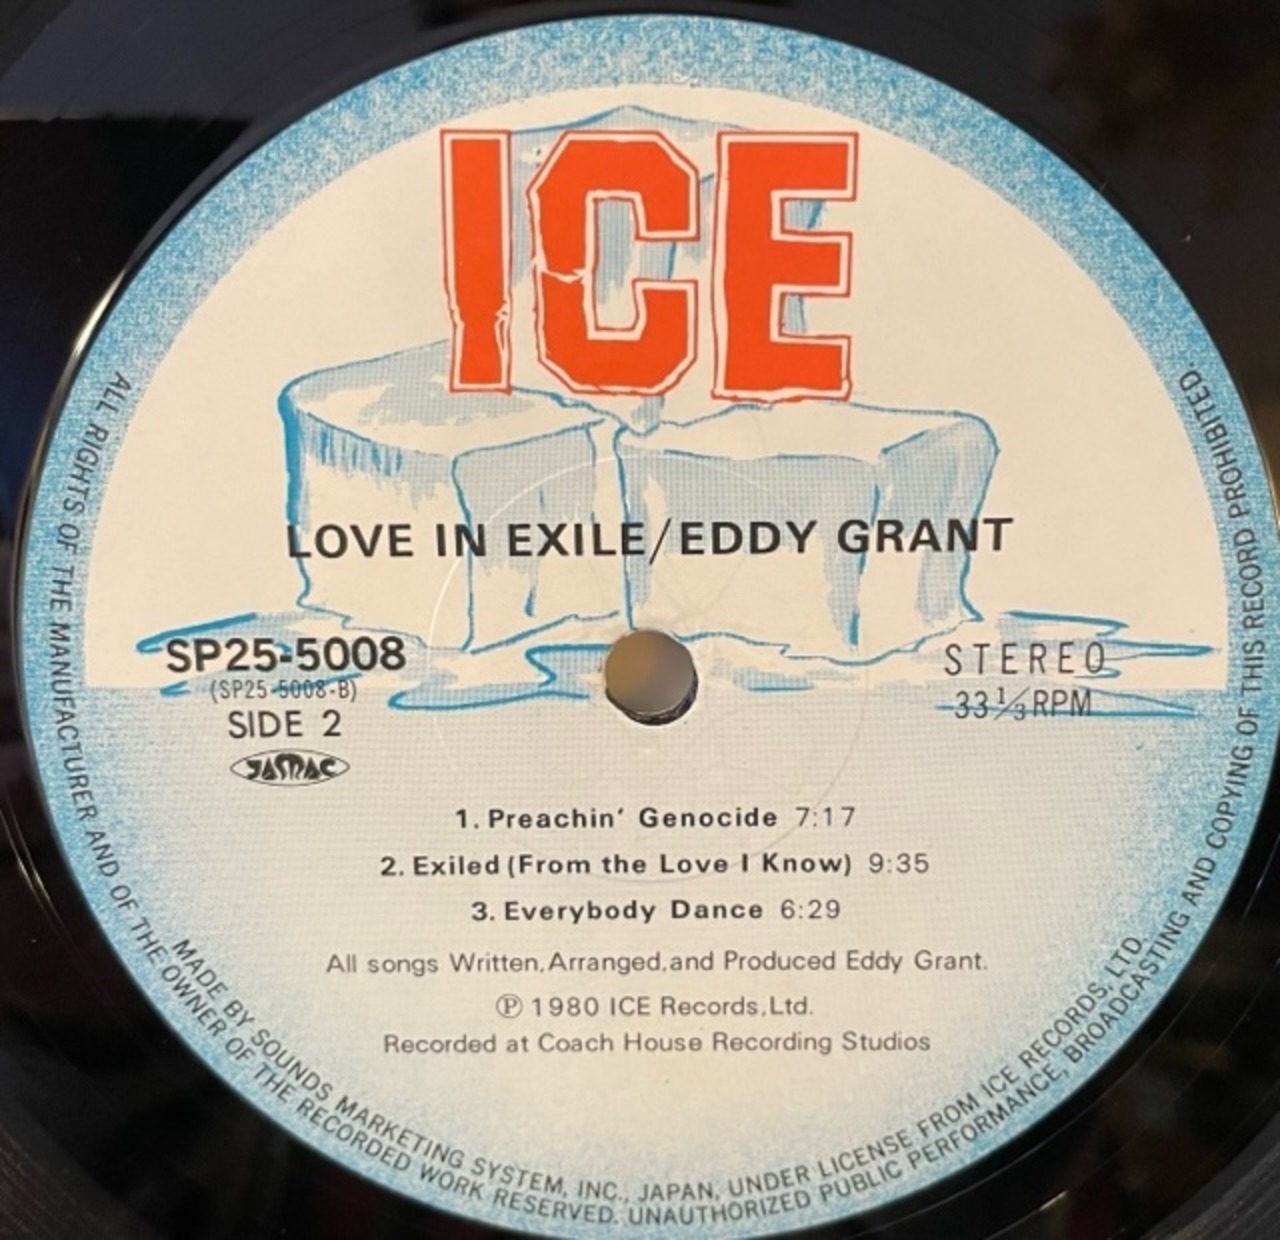 ICE
LOVE IN EXILE/EDDY GRANT
SP25-5008
(SP25-5008-B)
SIDE 2
JASRAC
STEREO
33 1/3 RPM
1. Preachin' Genocide 7:17
2. Exiled (From the Love I Know) 9:35
3. Everybody Dance 6:29
All songs Written, Arranged, and Produced Eddy Grant.
℗ 1980 ICE Records, Ltd.
Recorded at Coach House Recording Studios
MADE BY SOUNDS MARKETING SYSTEM, INC., JAPAN, UNDER LICENSE FROM ICE RECORDS, LTD.
ALL RIGHTS OF THE MANUFACTURER AND OF THE OWNER OF THE RECORDED WORK RESERVED. UNAUTHORIZED PUBLIC PERFORMANCE, BROADCASTING AND COPYING OF THIS RECORD PROHIBITED.